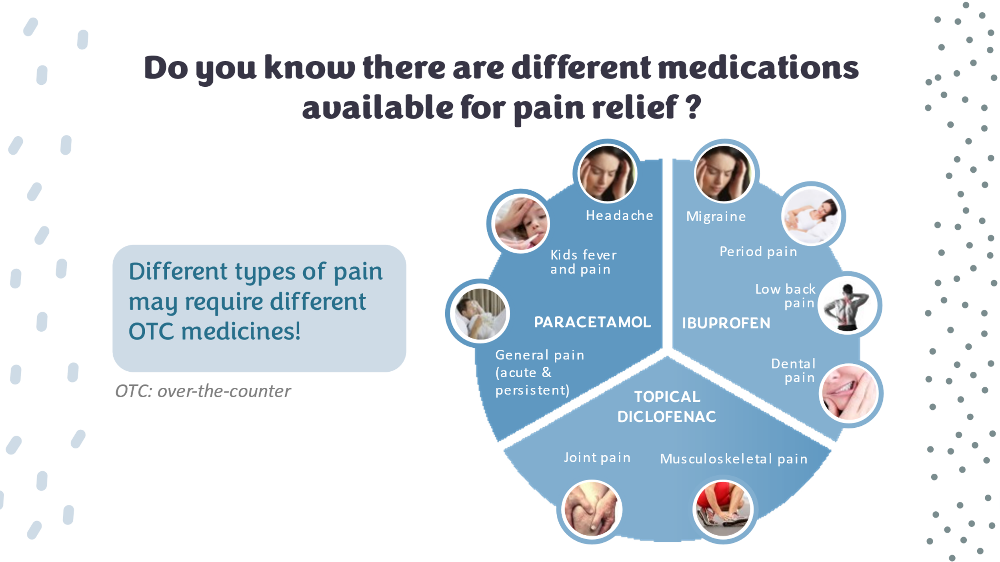 Do you know there are different medications
available for pain relief ?
Different types of pain
may require different
OTC medicines!
OTC: over-the-counter
Headache
Kids fever
and pain
PARACETAMOL
General pain
(acute &
persistent)
Migraine
Period pain
Low back
pain
IBUPROFEN
Dental
pain
TOPICAL
DICLOFENAC
Joint pain
Musculoskeletal pain